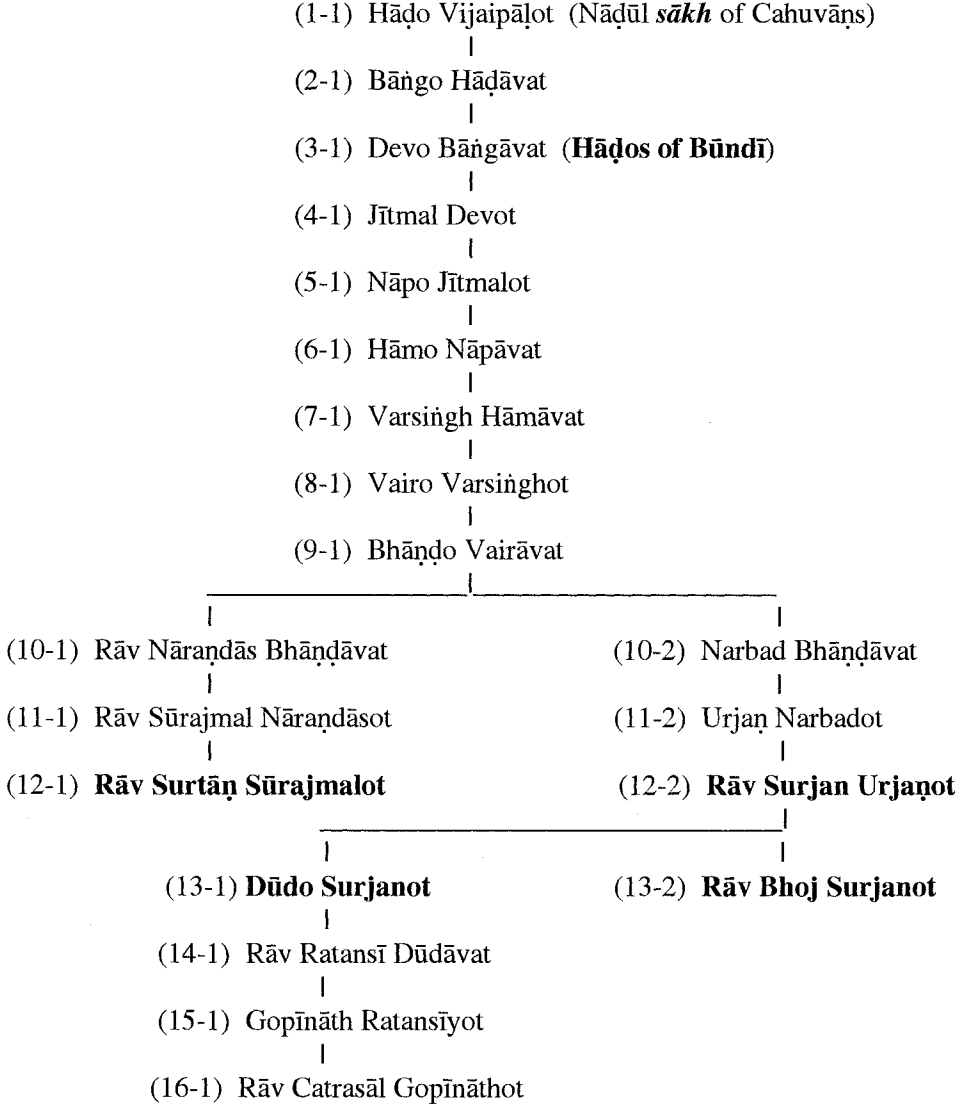 (1-1) Hāḍo Vijaipāḷot (Nāḍūl sākh of Cahuvāṇs)
(2-1) Bāṅgo Hāḍāvat
(3-1) Devo Bāṅgāvat (Hāḍos of Būndī)
(4-1) Jītmal Devot
(5-1) Nāpo Jītmalot
(6-1) Hāmo Nāpāvat
(7-1) Varsiṅgh Hāmāvat
(8-1) Vairo Varsiṅghot
(9-1) Bhāṇḍo Vairāvat
(10-1) Rāv Nāraṇdās Bhāṇḍāvat (10-2) Narbad Bhāṇḍāvat
(11-1) Rāv Sūrajmal Nāraṇdāsot (11-2) Urjaṇ Narbadot
(12-1) Rāv Surtāṇ Sūrajmalot (12-2) Rāv Surjan Urjaṇot
(13-1) Dūdo Surjanot (13-2) Rāv Bhoj Surjanot
(14-1) Rāv Ratansī Dūdāvat
(15-1) Gopīnāth Ratansīyot
(16-1) Rāv Catrasāl Gopīnāthot